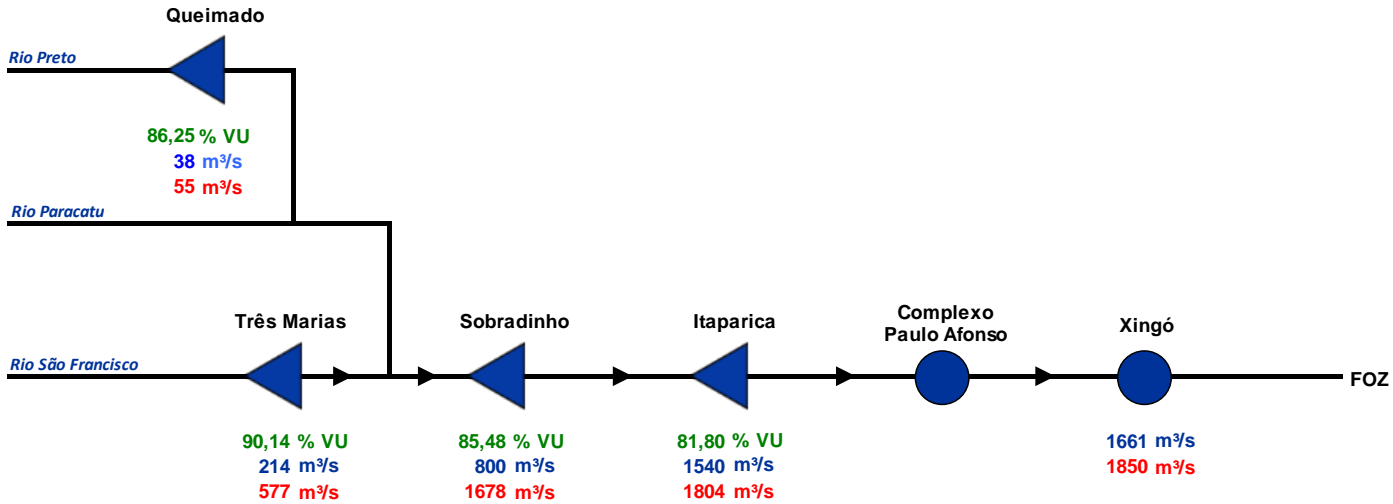 Queimado
Rio Preto
86,25 % VU
38 m³/s
55 m³/s
Rio Paracatu
Três Marias
Sobradinho
Itaparica
Complexo
Paulo Afonso
Xingó
Rio São Francisco
FOZ
90,14 % VU
214 m³/s
577 m³/s
85,48 % VU
800 m³/s
1678 m³/s
81,80 % VU
1540 m³/s
1804 m³/s
1661 m³/s
1850 m³/s